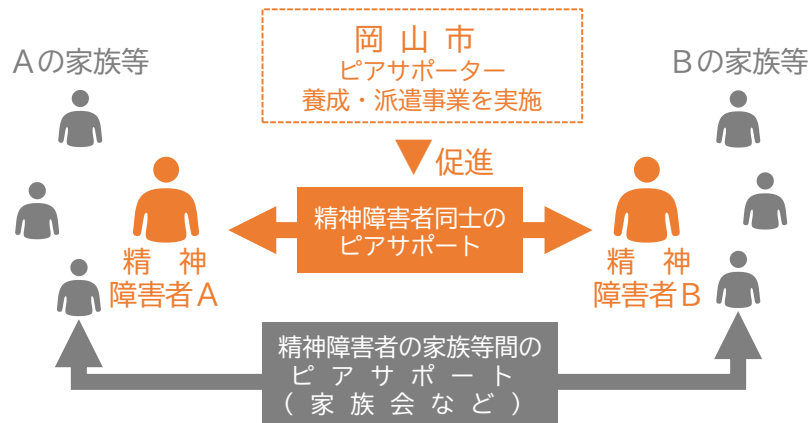 岡山市
ピアサポーター
養成・派遣事業を実施
Aの家族等
Bの家族等
促進
精神障害者同士の
ピアサポート
精神
障害者A
精神
障害者B
精神障害者の家族等間の
ピアサポート
(家族会など)